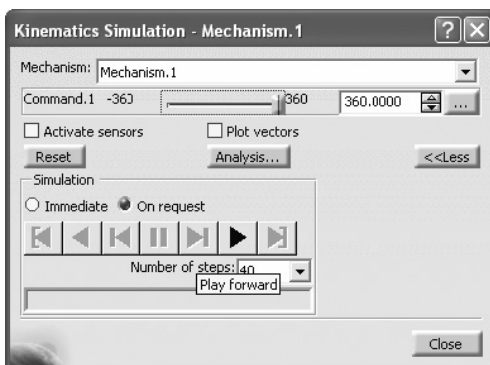 Kinematics Simulation - Mechanism.1
Mechanism: Mechanism.1
Command.1 -360 360 360.0000 ...
Activate sensors Plot vectors
Reset Analysis... <<Less
Simulation
Immediate On request
Number of steps: 40
Play forward
Close